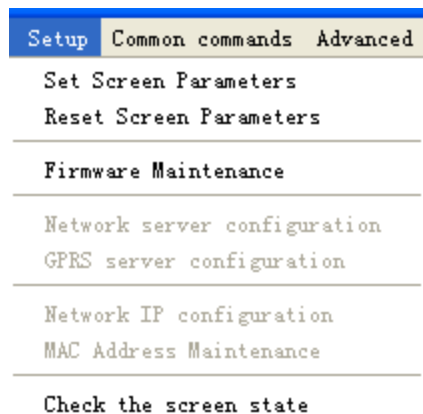 Setup Common commands Advanced
Set Screen Parameters
Reset Screen Parameters
Firmware Maintenance
Network server configuration
GPRS server configuration
Network IP configuration
MAC Address Maintenance
Check the screen state